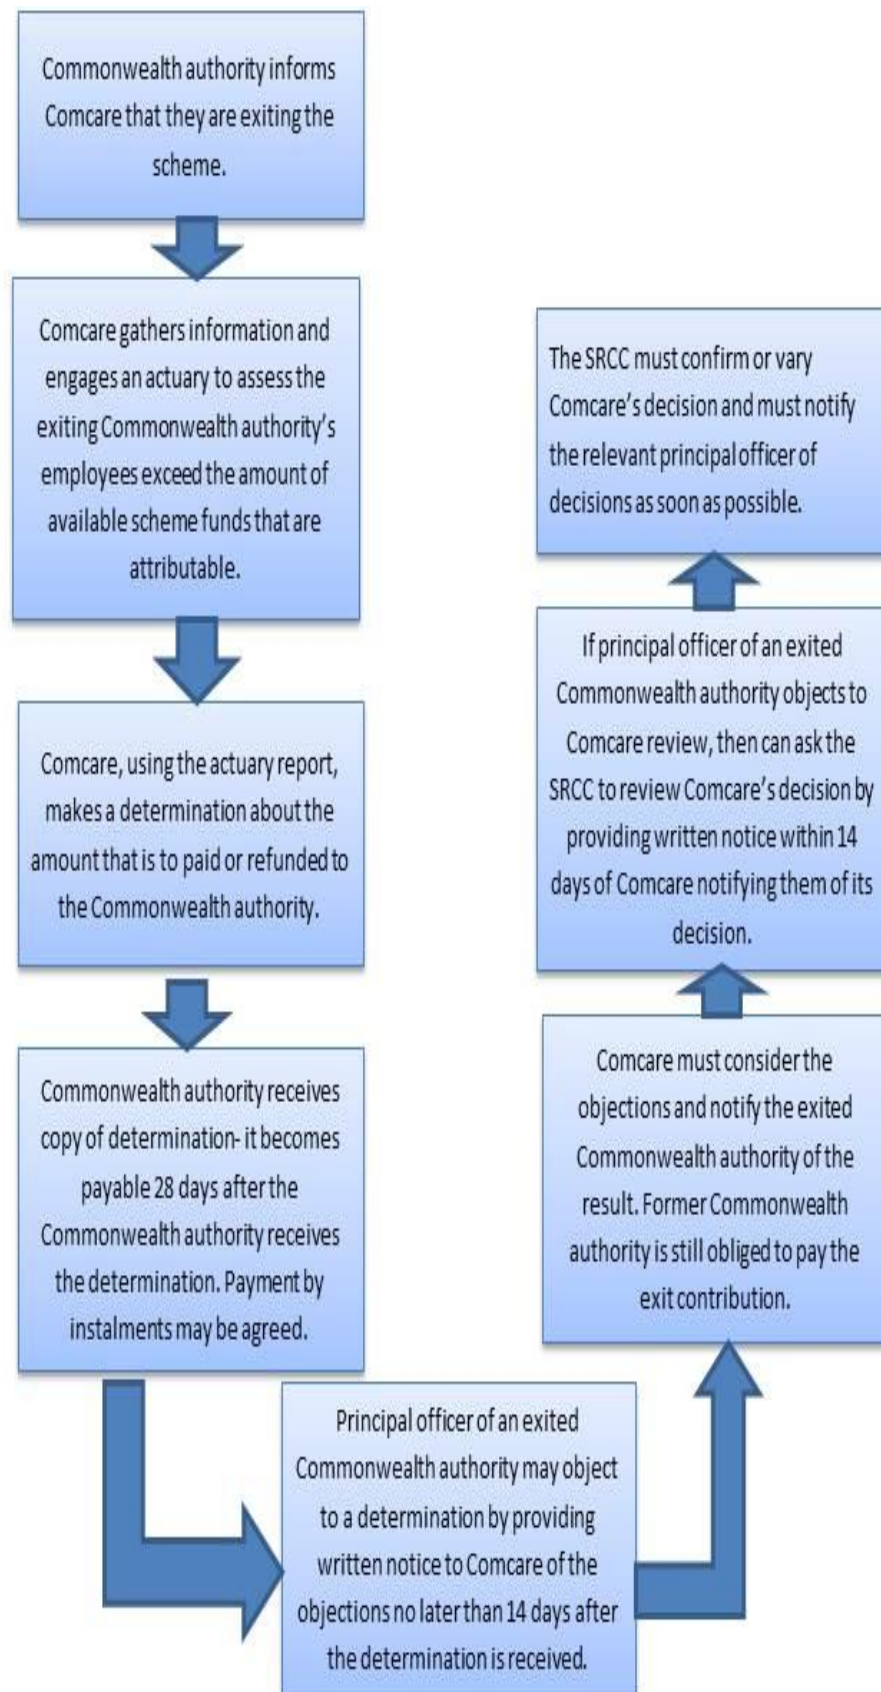 Commonwealth authority informs
Comcare that they are exiting the
scheme.
Comcare gathers information and
engages an actuary to assess the
exiting Commonwealth authority's
employees exceed the amount of
available scheme funds that are
attributable.
Comcare, using the actuary report,
makes a determination about the
amount that is to paid or refunded to
the Commonwealth authority.
Commonwealth authority receives
copy of determination- it becomes
payable 28 days after the
Commonwealth authority receives
the determination. Payment by
instalments may be agreed.
Principal officer of an exited
Commonwealth authority may object
to a determination by providing
written notice to Comcare of the
objections no later than 14 days after
the determination is received.
Comcare must consider the
objections and notify the exited
Commonwealth authority of the
result. Former Commonwealth
authority is still obliged to pay the
exit contribution.
If principal officer of an exited
Commonwealth authority objects to
Comcare review, then can ask the
SRCC to review Comcare's decision by
providing written notice within 14
days of Comcare notifying them of its
decision.
The SRCC must confirm or vary
Comcare's decision and must notify
the relevant principal officer of
decisions as soon as possible.